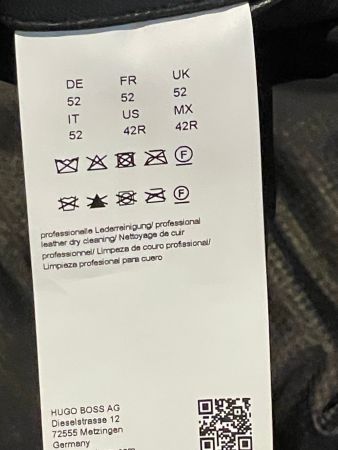 DE FR UK
52 52 52
IT US MX
52 42R 42R
F
F
professionelle Lederreinigung/ professional
leather dry cleaning/ Nettoyage de cuir
professionnel/ Limpeza de couro profissional/
Limpieza profesional para cuero
HUGO BOSS AG
Dieselstrasse 12
72555 Metzingen
Germany